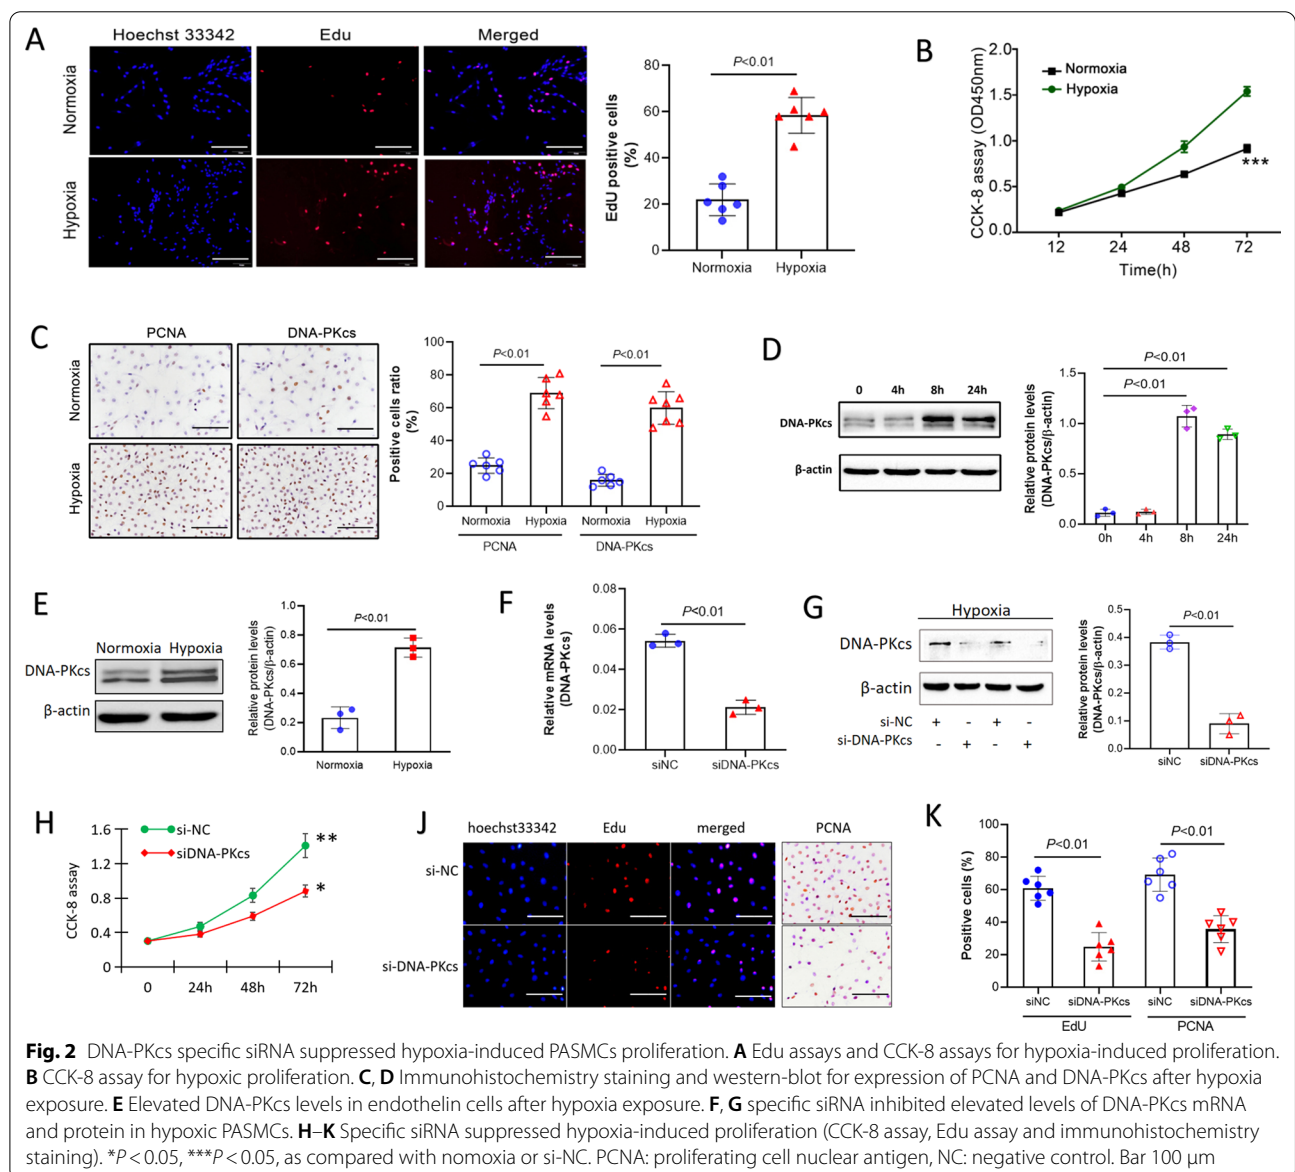 A
Hoechst 33342 Edu Merged
Normoxia
Hypoxia
EdU positive cells
(%)
80
60
40
20
0
P<0.01
Normoxia Hypoxia
B
CCK-8 assay (OD450nm)
2.0
1.5
1.0
0.5
0.0
Normoxia
Hypoxia
***
12 24 48 72
Time(h)
C
PCNA DNA-PKcs
Normoxia
Hypoxia
Positive cells ratio
(%)
100
80
60
40
20
0
P<0.01 P<0.01
Normoxia Hypoxia Normoxia Hypoxia
PCNA DNA-PKcs
D
0 4h 8h 24h
DNA-PKcs
β-actin
Relative protein levels
(DNA-PKcs/β-actin)
1.5
1.0
0.5
0.0
P<0.01
P<0.01
0h 4h 8h 24h
E
Normoxia Hypoxia
DNA-PKcs
β-actin
Relative protein levels
(DNA-PKcs/β-actin)
1.0
0.8
0.6
0.4
0.2
0.0
P<0.01
Normoxia Hypoxia
F
Relative mRNA levels
(DNA-PKcs)
0.08
0.06
0.04
0.02
0.00
P<0.01
siNC siDNA-PKcs
G
Hypoxia
DNA-PKcs
β-actin
si-NC + - + -
si-DNA-PKcs - + - +
Relative protein levels
(DNA-PKcs/β-actin)
0.5
0.4
0.3
0.2
0.1
0.0
P<0.01
siNC siDNA-PKcs
H
CCK-8 assay
1.6
1.2
0.8
0.4
0
si-NC
siDNA-PKcs
**
*
0 24h 48h 72h
J
hoechst33342 Edu merged PCNA
si-NC
si-DNA-PKcs
K
Positive cells (%)
100
80
60
40
20
0
P<0.01 P<0.01
siNC siDNA-PKcs siNC siDNA-PKcs
EdU PCNA
Fig. 2 DNA-PKcs specific siRNA suppressed hypoxia-induced PASMCs proliferation. A Edu assays and CCK-8 assays for hypoxia-induced proliferation.
B CCK-8 assay for hypoxic proliferation. C, D Immunohistochemistry staining and western-blot for expression of PCNA and DNA-PKcs after hypoxia
exposure. E Elevated DNA-PKcs levels in endothelin cells after hypoxia exposure. F, G specific siRNA inhibited elevated levels of DNA-PKcs mRNA
and protein in hypoxic PASMCs. H–K Specific siRNA suppressed hypoxia-induced proliferation (CCK-8 assay, Edu assay and immunohistochemistry
staining). *P < 0.05, ***P < 0.05, as compared with nomoxia or si-NC. PCNA: proliferating cell nuclear antigen, NC: negative control. Bar 100 μm